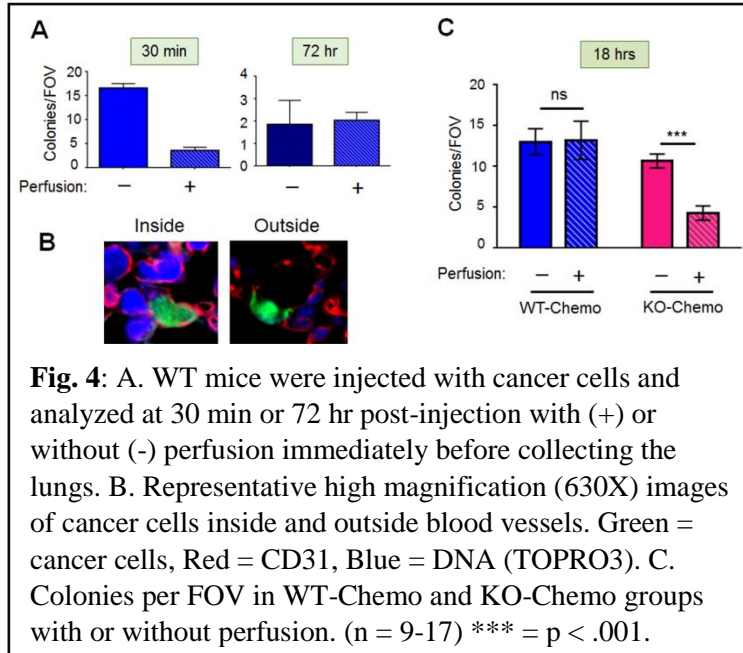 A
30 min
72 hr
Colonies/FOV
20
15
10
5
0
4
3
2
1
0
Perfusion: – + – +
B
Inside Outside
C
18 hrs
Colonies/FOV
20
15
10
5
0
ns
***
Perfusion: – + – +
WT-Chemo KO-Chemo
Fig. 4: A. WT mice were injected with cancer cells and
analyzed at 30 min or 72 hr post-injection with (+) or
without (-) perfusion immediately before collecting the
lungs. B. Representative high magnification (630X) images
of cancer cells inside and outside blood vessels. Green =
cancer cells, Red = CD31, Blue = DNA (TOPRO3). C.
Colonies per FOV in WT-Chemo and KO-Chemo groups
with or without perfusion. (n = 9-17) *** = p < .001.